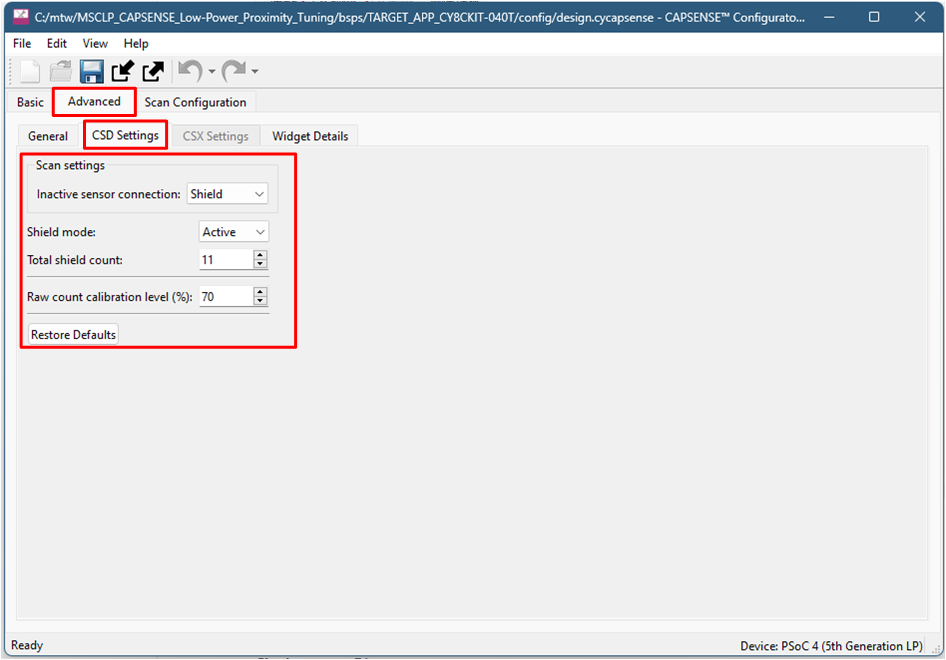 C:/mtw/MSCLP_CAPSENSE_Low-Power_Proximity_Tuning/bsps/TARGET_APP_CY8CKIT-040T/config/design.cycapsense - CAPSENSE™ Configurato...
File Edit View Help
Basic Advanced Scan Configuration
General CSD Settings CSX Settings Widget Details
Scan settings
Inactive sensor connection: Shield
Shield mode: Active
Total shield count: 11
Raw count calibration level (%): 70
Restore Defaults
Ready Device: PSoC 4 (5th Generation LP)